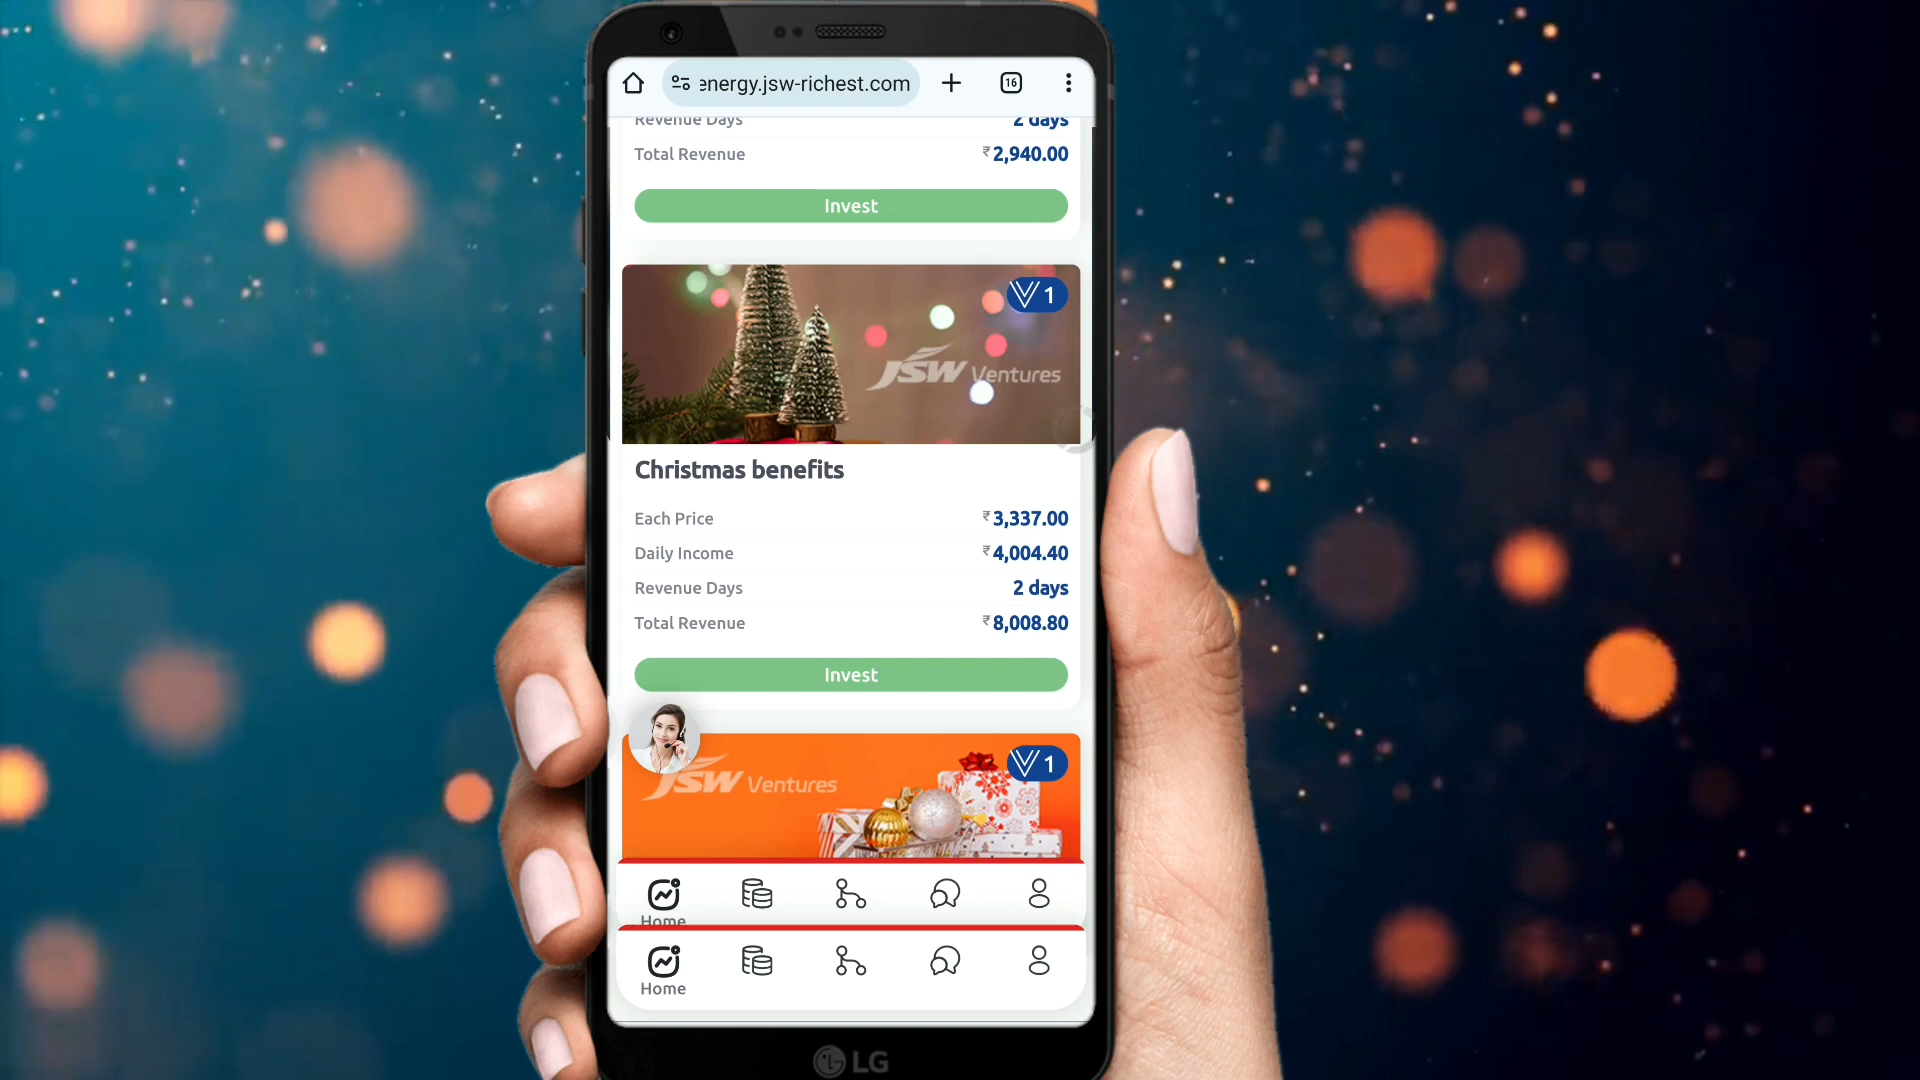 energy.jsw-richest.com
16
Revenue Days 2 days
Total Revenue ₹2,940.00
Invest
1
JSW Ventures
Christmas benefits
Each Price ₹3,337.00
Daily Income ₹4,004.40
Revenue Days 2 days
Total Revenue ₹8,008.80
Invest
1
JSW Ventures
Home
Home
LG